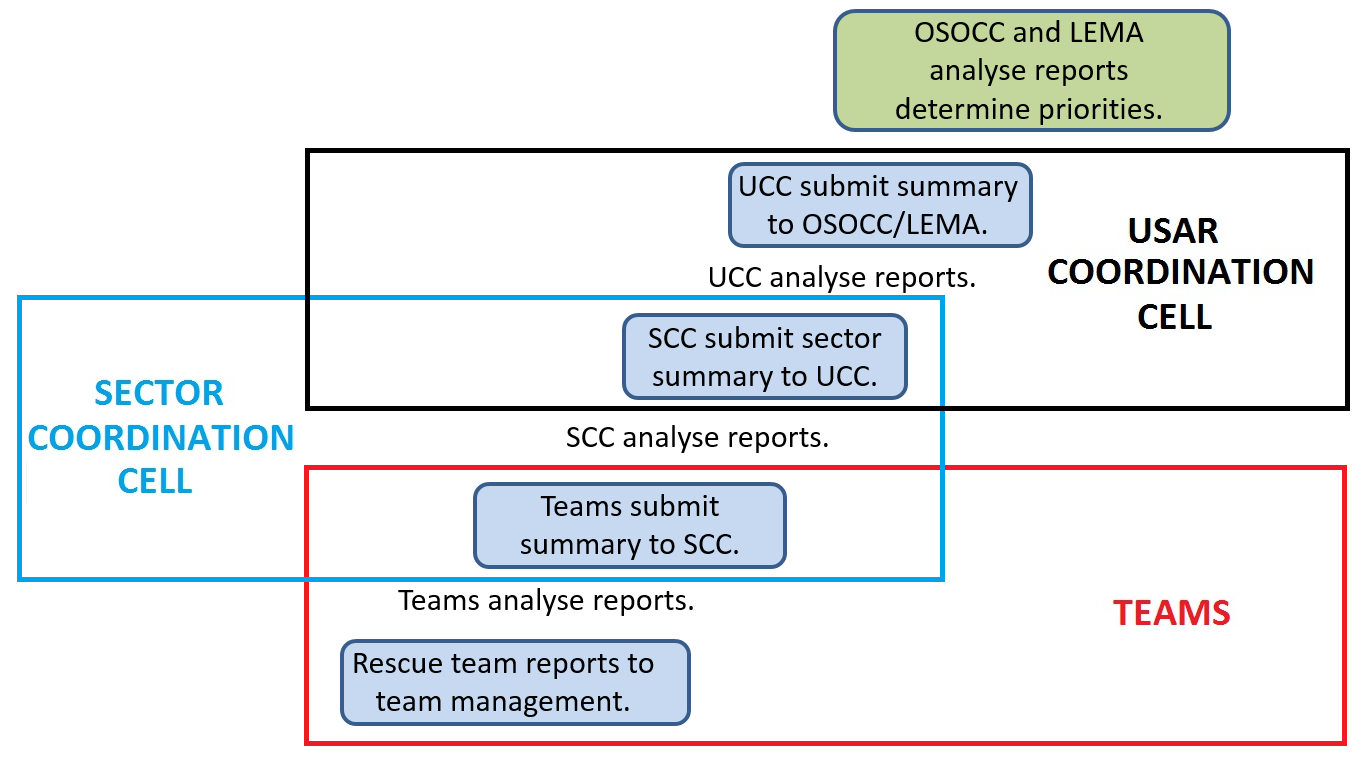 OSOCC and LEMA
analyse reports
determine priorities.
UCC submit summary
to OSOCC/LEMA.
USAR
COORDINATION
CELL
UCC analyse reports.
SCC submit sector
summary to UCC.
SECTOR
COORDINATION
CELL
SCC analyse reports.
Teams submit
summary to SCC.
Teams analyse reports.
TEAMS
Rescue team reports to
team management.